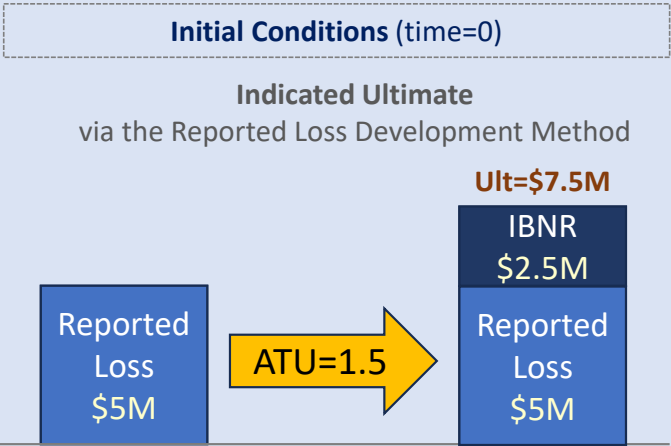 Initial Conditions (time=0)
Indicated Ultimate
via the Reported Loss Development Method
Ult=$7.5M
IBNR
$2.5M
Reported
Loss
$5M
ATU=1.5
Reported
Loss
$5M